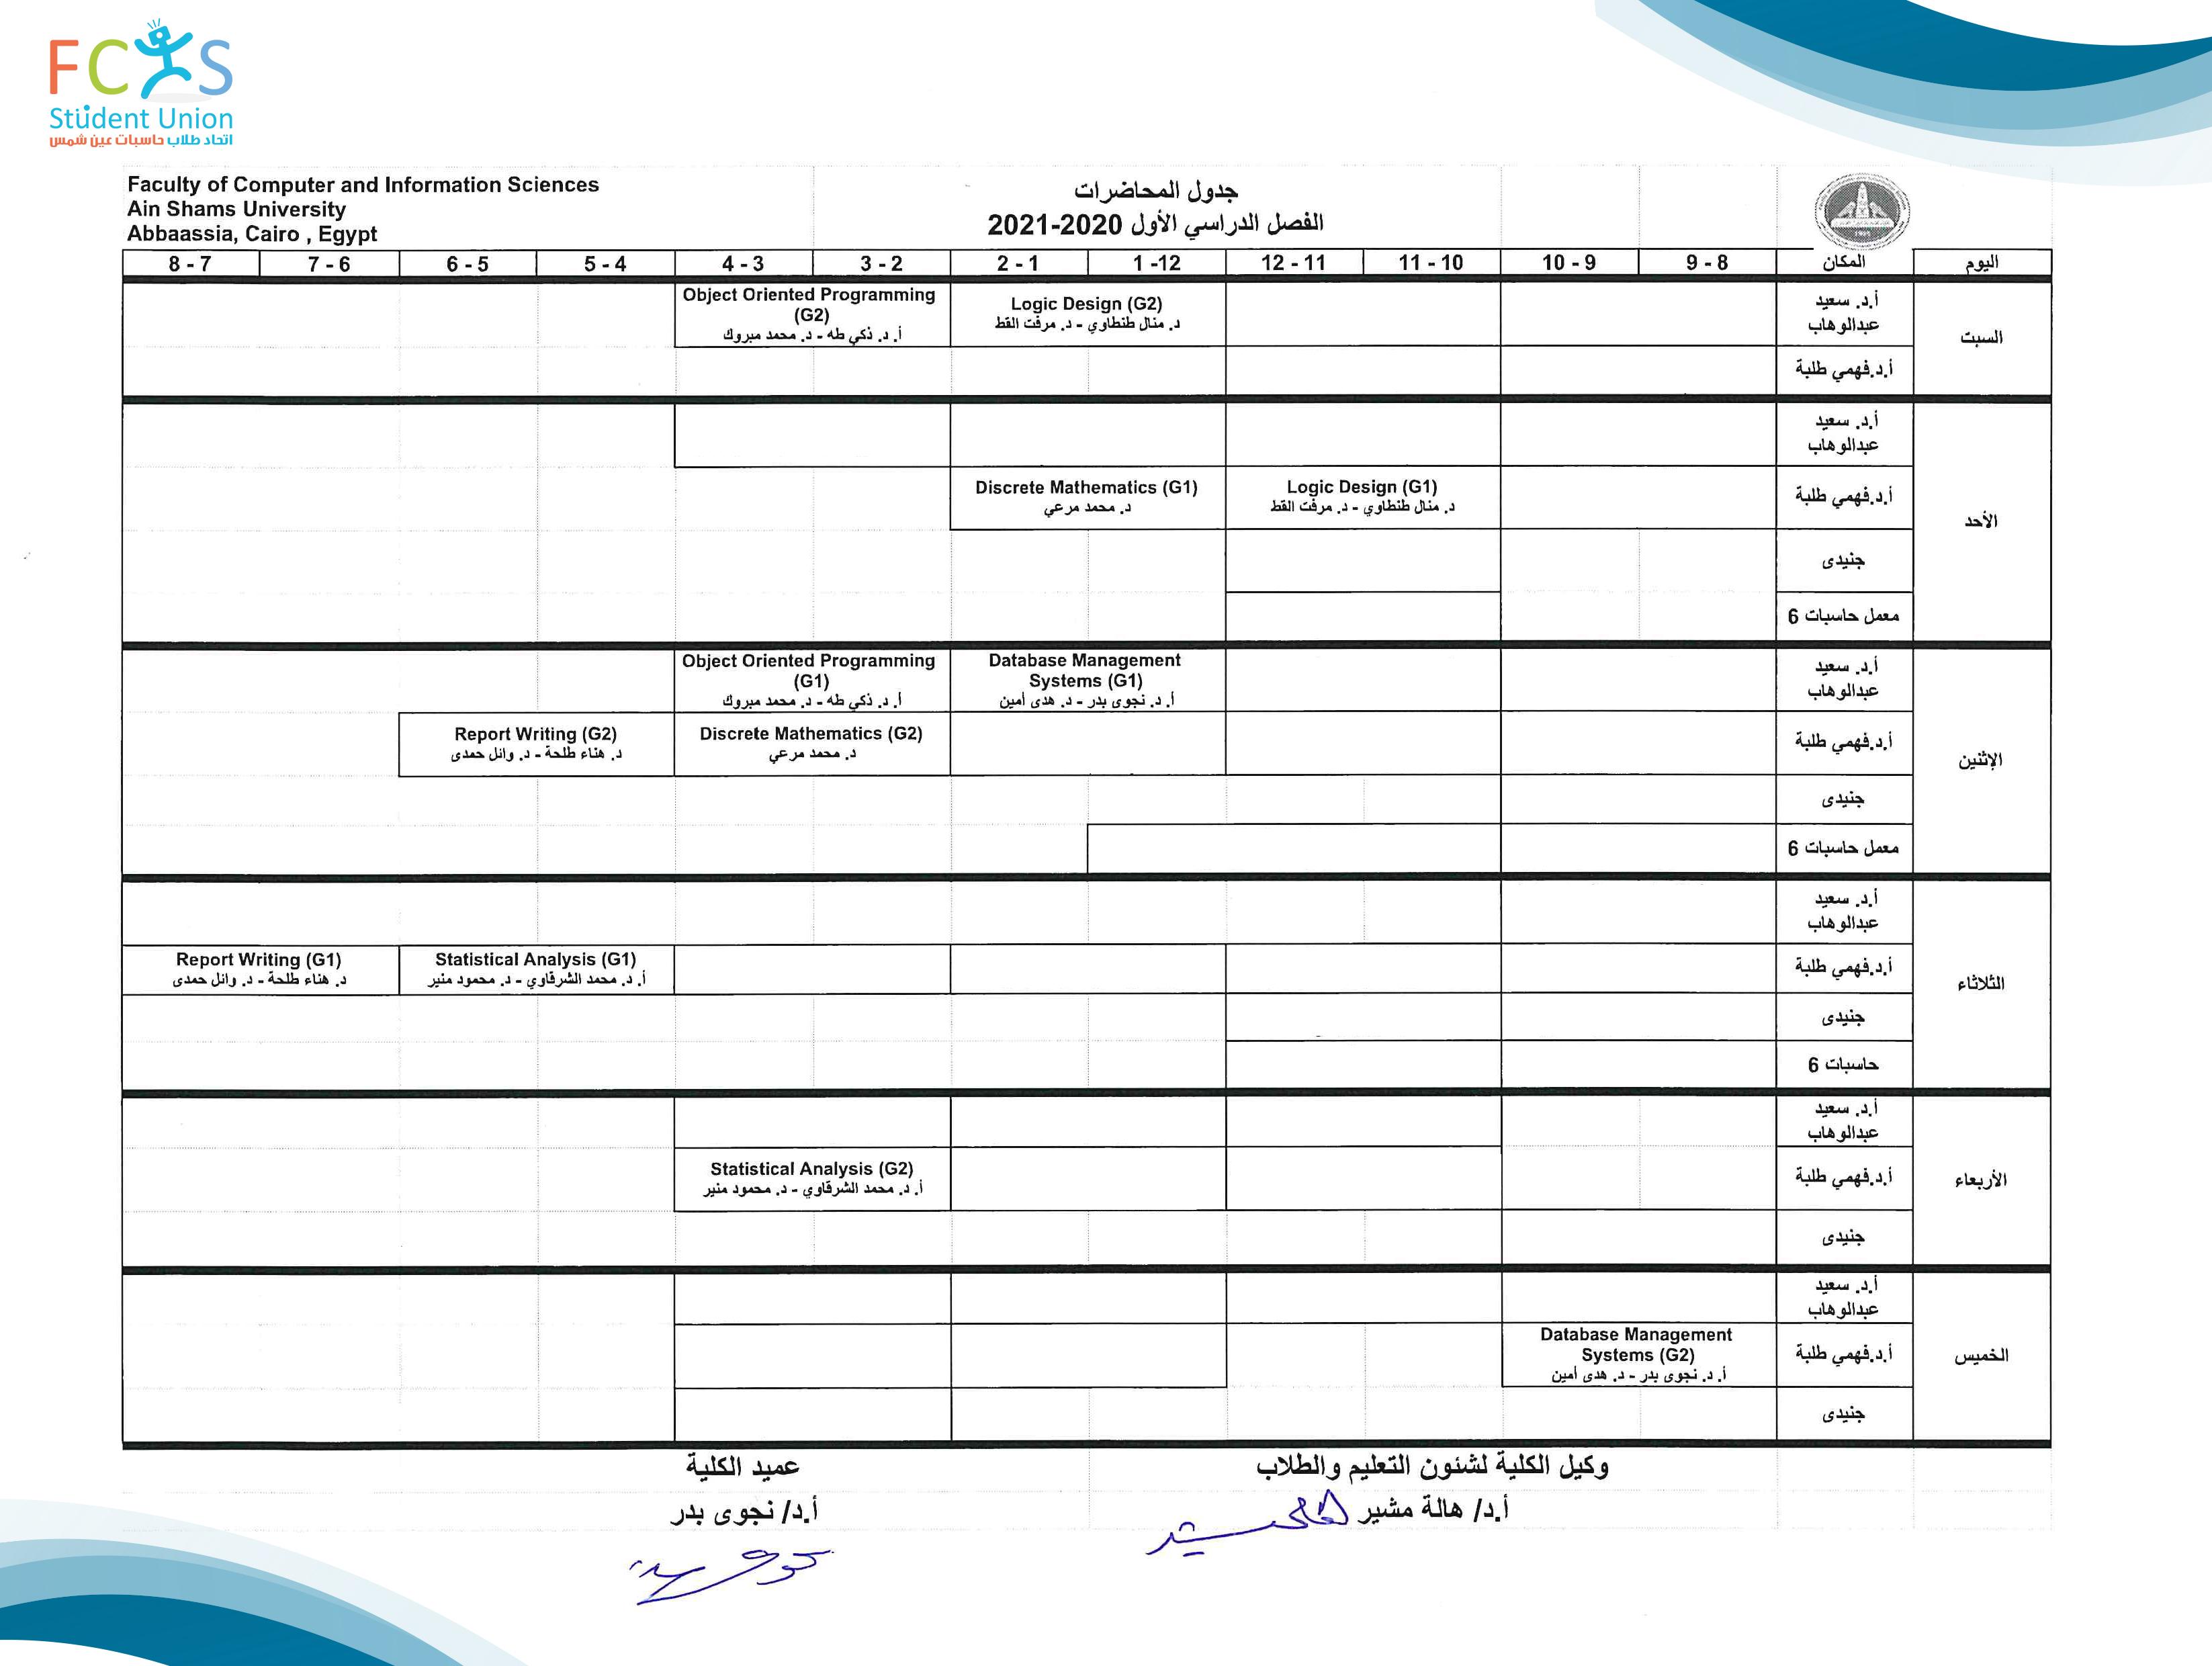 FCIS
Student Union
اتحاد طلاب حاسبات عين شمس
Faculty of Computer and Information Sciences
Ain Shams University
Abbaassia, Cairo , Egypt
جدول المحاضرات
الفصل الدراسي الأول 2020-2021
اليوم
المكان
8 - 9
9 - 10
10 - 11
11 - 12
12- 1
1 - 2
2 - 3
3 - 4
4 - 5
5 - 6
6 - 7
7 - 8
السبت
أ.د. سعيد
عبدالوهاب
Logic Design (G2)
د. منال طنطاوي - د. مرفت القط
Object Oriented Programming
(G2)
أ. د. ذكي طه - د. محمد مبروك
أ.د.فهمي طلبة
الأحد
أ.د. سعيد
عبدالوهاب
أ.د.فهمي طلبة
Logic Design (G1)
د. منال طنطاوي - د. مرفت القط
Discrete Mathematics (G1)
د. محمد مرعي
جنيدى
معمل حاسبات 6
الإثنين
أ.د. سعيد
عبدالوهاب
Database Management
Systems (G1)
أ. د. نجوى بدر - د. هدى أمين
Object Oriented Programming
(G1)
أ. د. ذكي طه - د. محمد مبروك
أ.د.فهمي طلبة
Discrete Mathematics (G2)
د. محمد مرعي
Report Writing (G2)
د. هناء طلحة - د. وائل حمدى
جنيدى
معمل حاسبات 6
الثلاثاء
أ.د. سعيد
عبدالوهاب
أ.د.فهمي طلبة
Statistical Analysis (G1)
أ. د. محمد الشرقاوي - د. محمود منير
Report Writing (G1)
د. هناء طلحة - د. وائل حمدى
جنيدى
حاسبات 6
الأربعاء
أ.د. سعيد
عبدالوهاب
أ.د.فهمي طلبة
Statistical Analysis (G2)
أ. د. محمد الشرقاوي - د. محمود منير
جنيدى
الخميس
أ.د. سعيد
عبدالوهاب
أ.د.فهمي طلبة
Database Management
Systems (G2)
أ. د. نجوى بدر - د. هدى أمين
جنيدى
وكيل الكلية لشئون التعليم والطلاب
أ.د/ هالة مشير
عميد الكلية
أ.د/ نجوى بدر